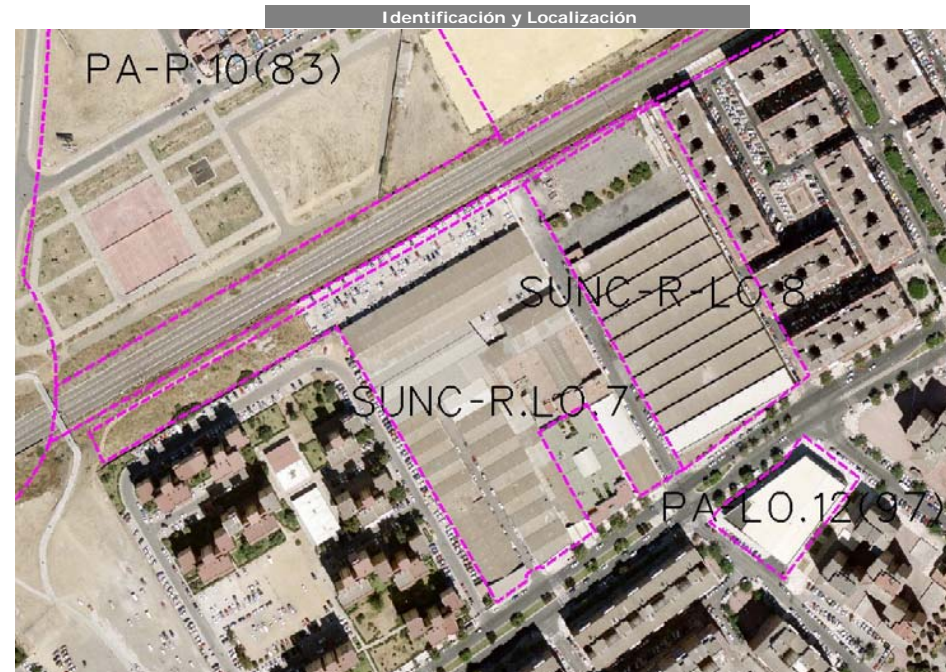 Identificación y Localización
PA-P.10(83)
SUNC-R-LO.8
SUNC-R.LO.7
PA-LO.12(97)